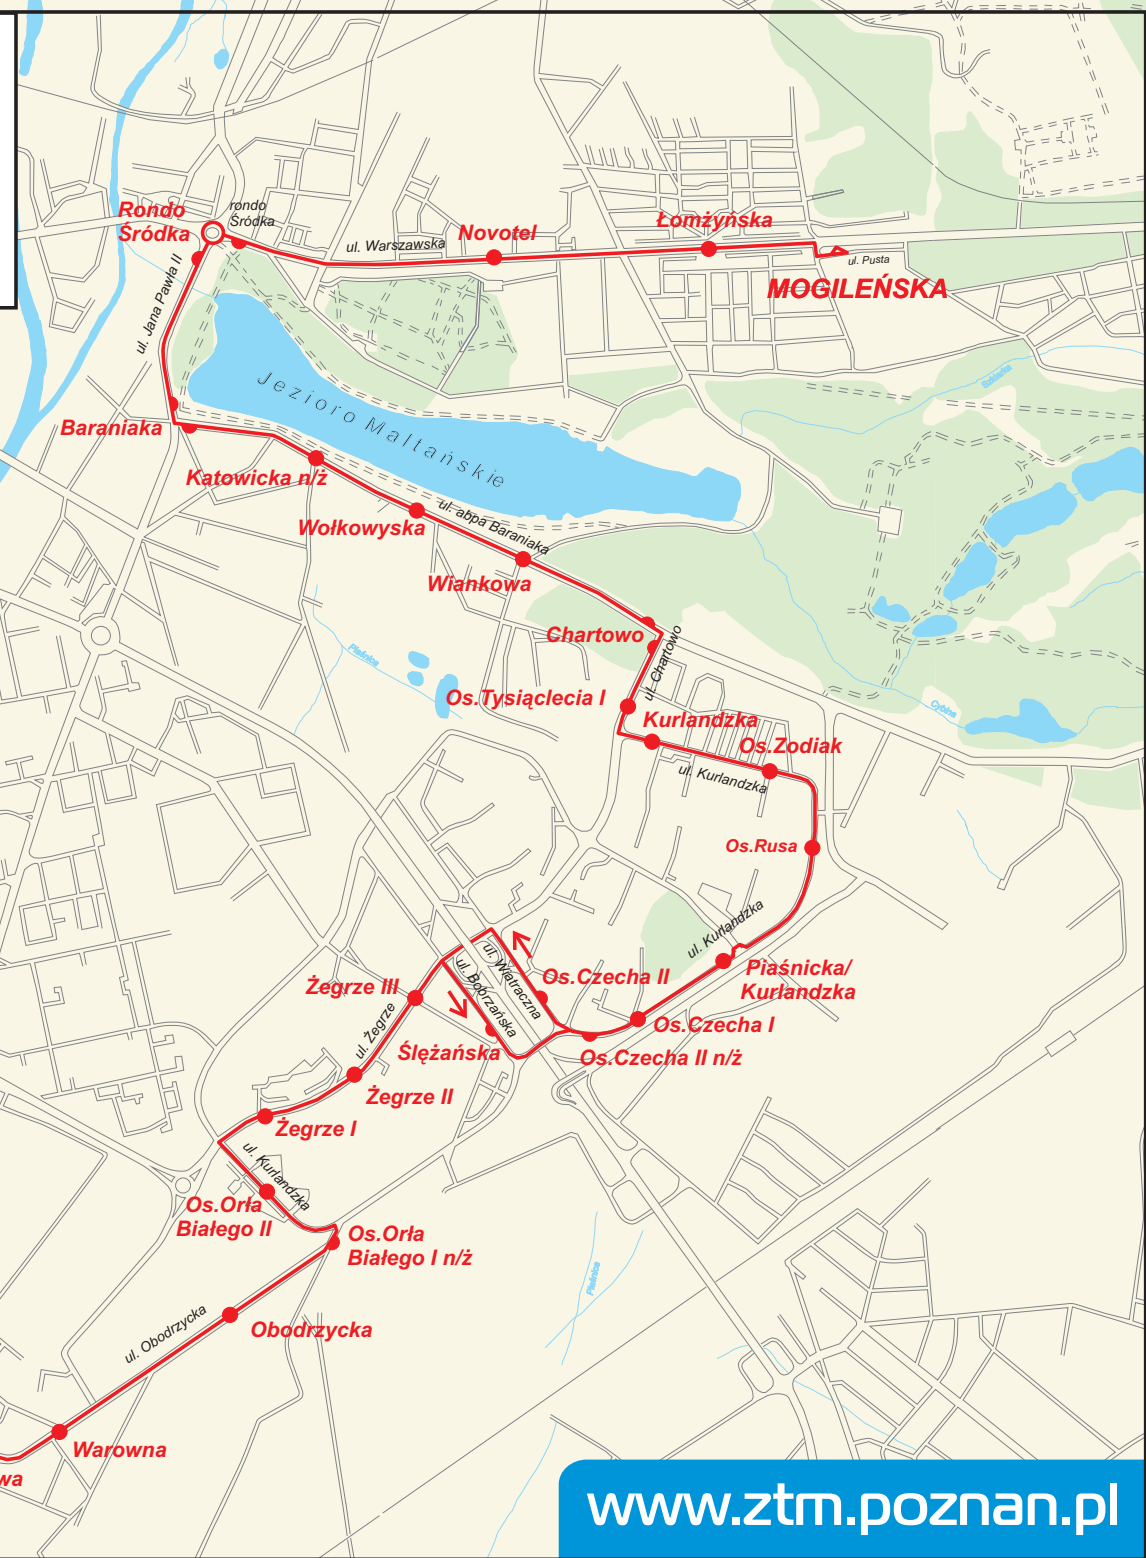 Rondo
Śródka
rondo
Śródka
ul. Warszawska
Novotel
Łomżyńska
ul. Pusta
MOGILEŃSKA
ul. Jana Pawła II
Jezioro Maltańskie
Baraniaka
Katowicka n/ż
Wołkowyska
ul. abpa Baraniaka
Wiankowa
Chartowo
ul. Chartowo
Piaśnica
Os.Tysiąclecia I
Kurlandzka
Cybina
Os.Zodiak
ul. Kurlandzka
Os.Rusa
ul. Kurlandzka
Piaśnicka/
Kurlandzka
ul. Wiatraczna
ul. Bobrzańska
Os.Czecha II
Żegrze III
Os.Czecha I
ul. Żegrze
Ślężańska
Os.Czecha II n/ż
Żegrze II
Żegrze I
ul. Kurlandzka
Os.Orła
Białego II
Os.Orła
Białego I n/ż
Piaśnica
ul. Obodrzycka
Obodrzycka
Warowna
wa
www.ztm.poznan.pl